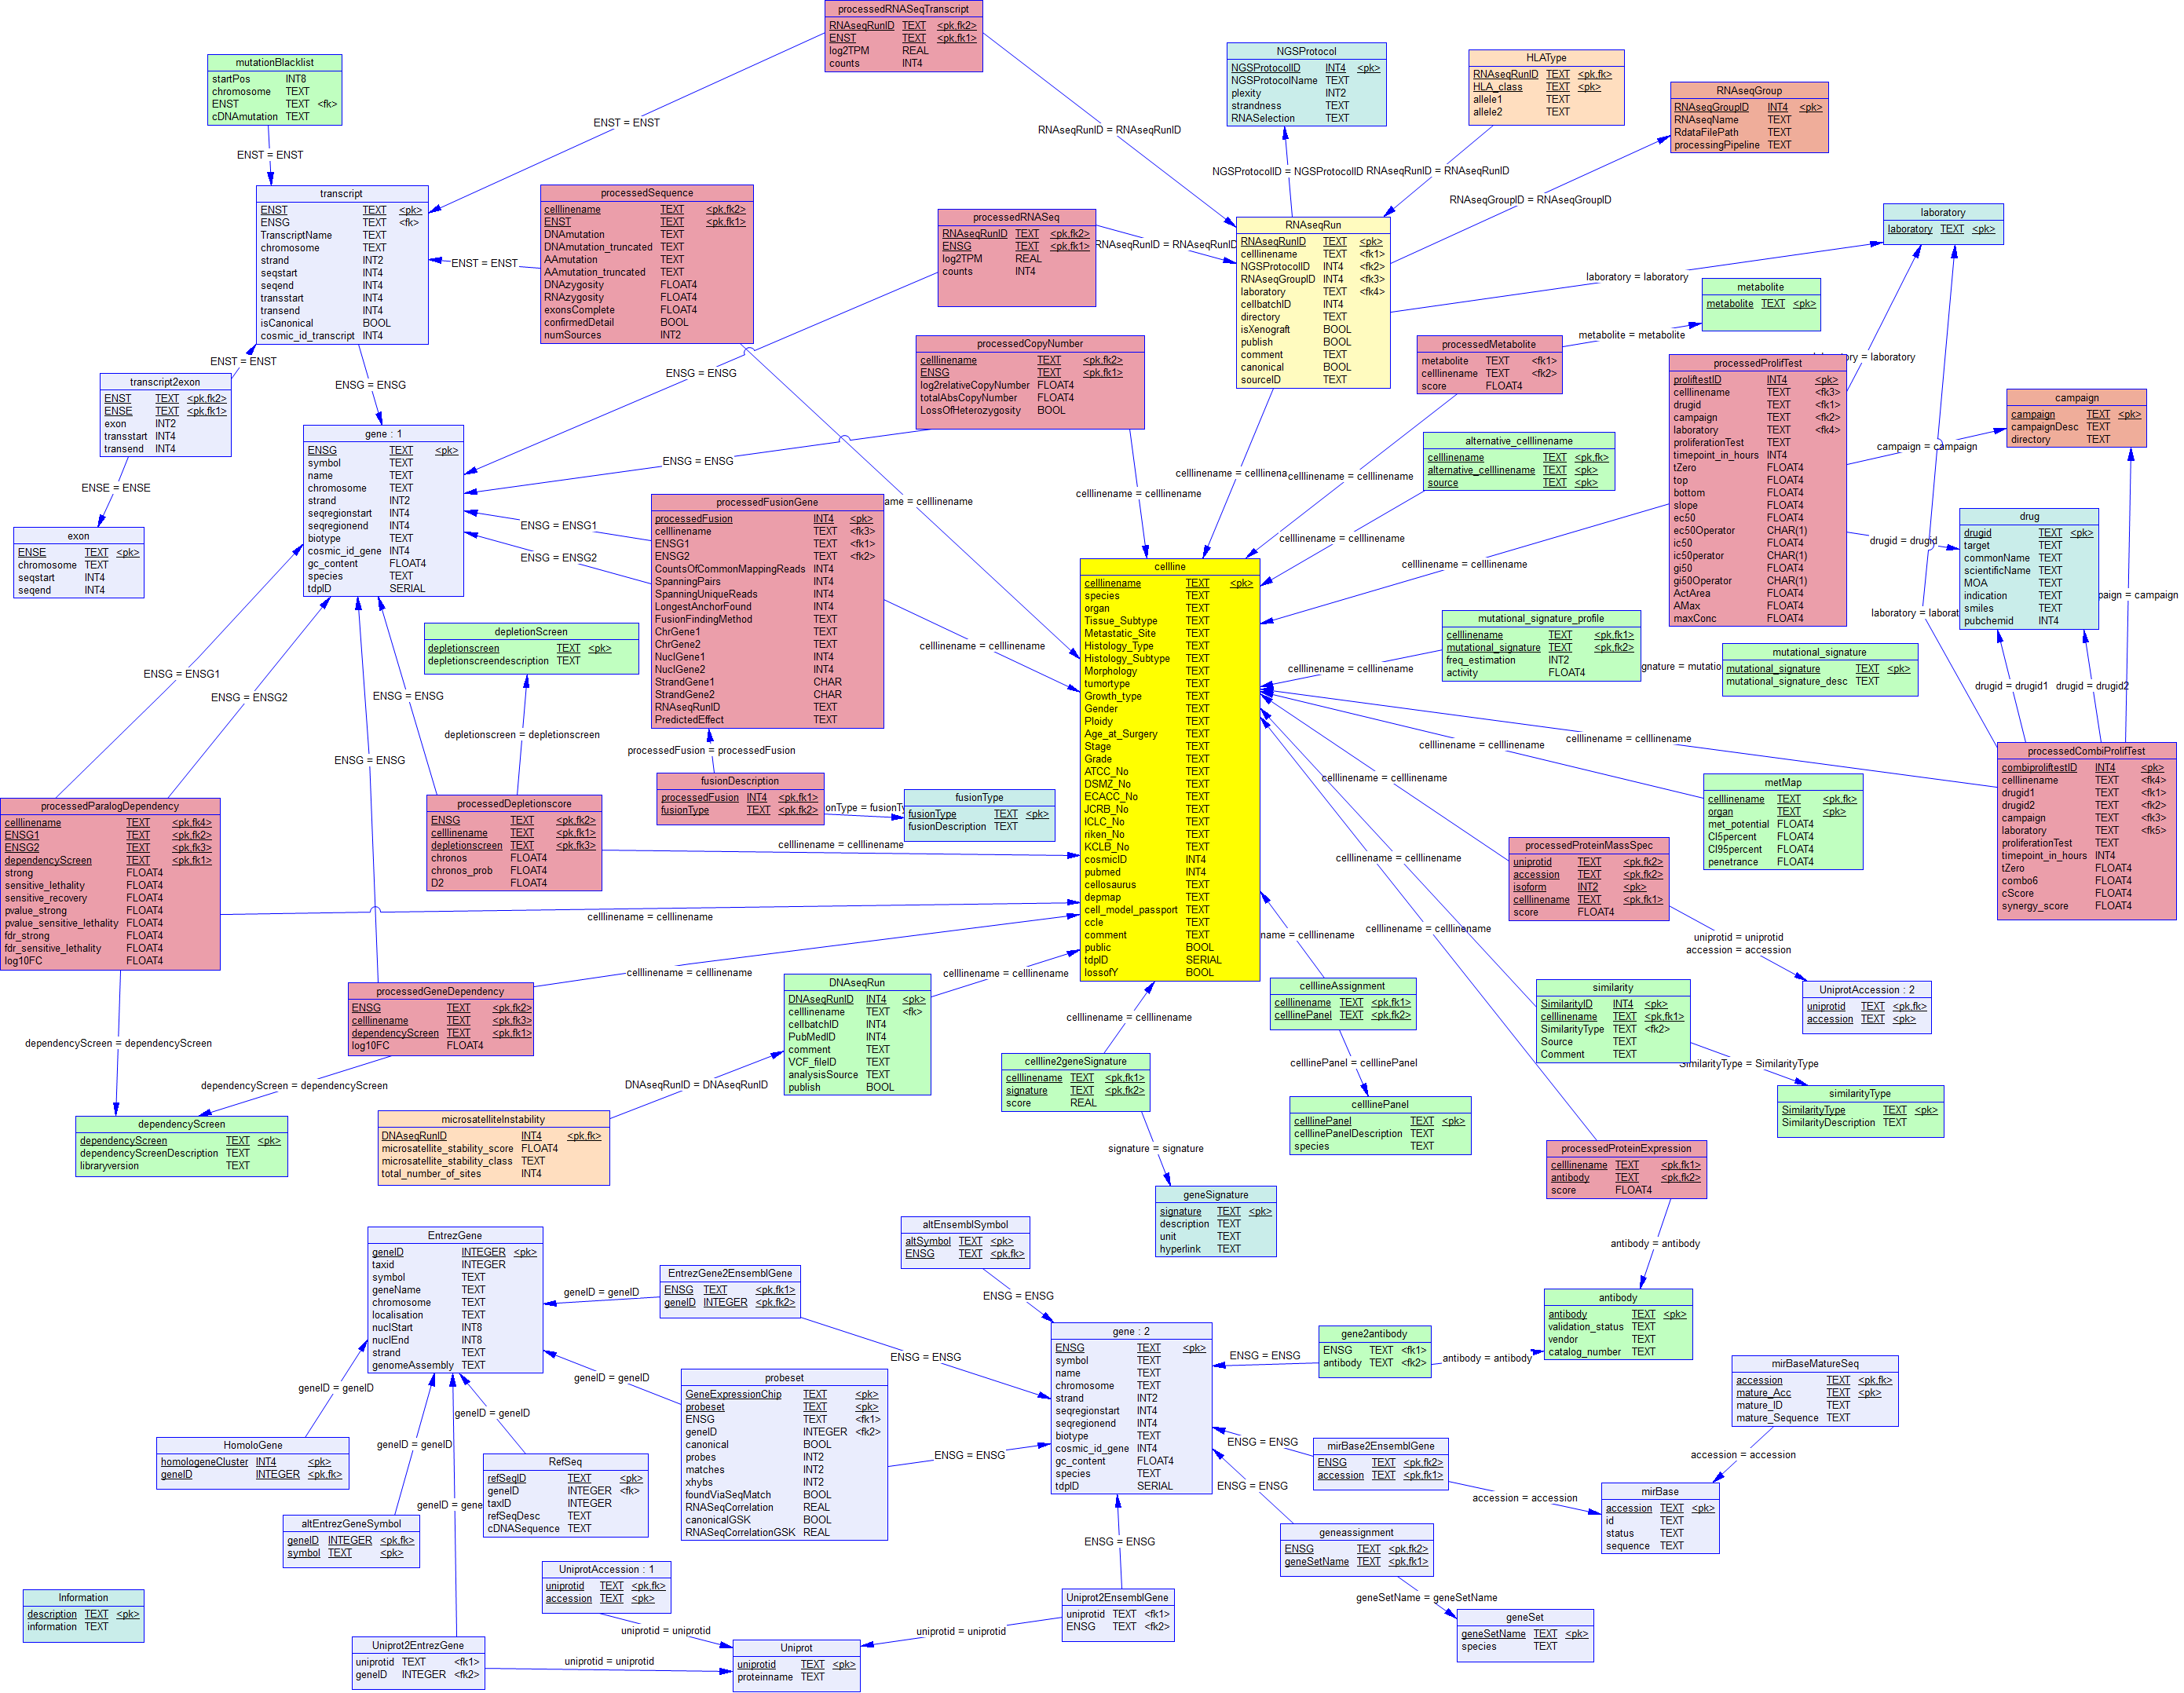 processedRNASeqTranscript
RNAseqRunID TEXT <pk,fk2>
ENST TEXT <pk,fk1>
log2TPM REAL
counts INT4
mutationBlacklist
startPos INT8
chromosome TEXT
ENST TEXT <fk>
cDNAmutation TEXT
NGSProtocol
NGSProtocolID INT4 <pk>
NGSProtocolName TEXT
plexity INT2
strandness TEXT
RNASelection TEXT
HLAType
RNAseqRunID TEXT <pk,fk>
HLA_class TEXT <pk>
allele1 TEXT
allele2 TEXT
RNAseqGroup
RNAseqGroupID INT4 <pk>
RNAseqName TEXT
RdataFilePath TEXT
processingPipeline TEXT
ENST = ENST
RNAseqRunID = RNAseqRunID
ENST = ENST
NGSProtocolID = NGSProtocolID
RNAseqRunID = RNAseqRunID
RNAseqGroupID = RNAseqGroupID
transcript
ENST TEXT <pk>
ENSG TEXT <fk>
TranscriptName TEXT
chromosome TEXT
strand INT2
seqstart INT4
seqend INT4
transstart INT4
transend INT4
isCanonical BOOL
cosmic_id_transcript INT4
processedSequence
celllinename TEXT <pk,fk2>
ENST TEXT <pk,fk1>
DNAmutation TEXT
DNAmutation_truncated TEXT
AAmutation TEXT
AAmutation_truncated TEXT
DNAzygosity FLOAT4
RNAzygosity FLOAT4
exonsComplete FLOAT4
confirmedDetail BOOL
numSources INT2
ENST = ENST
processedRNASeq
RNAseqRunID TEXT <pk,fk2>
ENSG TEXT <pk,fk1>
log2TPM REAL
counts INT4
RNAseqRunID = RNAseqRunID
RNAseqRun
RNAseqRunID TEXT <pk>
celllinename TEXT <fk1>
NGSProtocolID INT4 <fk2>
RNAseqGroupID INT4 <fk3>
laboratory TEXT <fk4>
cellbatchID INT4
directory TEXT
isXenograft BOOL
publish BOOL
comment TEXT
canonical BOOL
sourceID TEXT
laboratory
laboratory TEXT <pk>
laboratory = laboratory
metabolite
metabolite TEXT <pk>
metabolite = metabolite
processedMetabolite
metabolite TEXT <fk1>
celllinename TEXT <fk2>
score FLOAT4
processedProlifTest
proliftestID INT4 <pk>
celllinename TEXT <fk3>
drugid TEXT <fk1>
campaign TEXT <fk2>
laboratory TEXT <fk4>
proliferationTest TEXT
timepoint_in_hours INT4
tZero FLOAT4
top FLOAT4
bottom FLOAT4
slope FLOAT4
ec50 FLOAT4
ec50Operator CHAR(1)
ic50 FLOAT4
ic50perator CHAR(1)
gi50 FLOAT4
gi50Operator CHAR(1)
ActArea FLOAT4
AMax FLOAT4
maxConc FLOAT4
ratory = laboratory
campaign
campaign TEXT <pk>
campaignDesc TEXT
directory TEXT
campaign = campaign
ENST = ENST
ENSG = ENSG
transcript2exon
ENST TEXT <pk,fk2>
ENSE TEXT <pk,fk1>
exon INT2
transstart INT4
transend INT4
ENSE = ENSE
exon
ENSE TEXT <pk>
chromosome TEXT
seqstart INT4
seqend INT4
gene : 1
ENSG TEXT <pk>
symbol TEXT
name TEXT
chromosome TEXT
strand INT2
seqregionstart INT4
seqregionend INT4
biotype TEXT
cosmic_id_gene INT4
gc_content FLOAT4
species TEXT
tdpID SERIAL
ENSG = ENSG
processedCopyNumber
celllinename TEXT <pk,fk2>
ENSG TEXT <pk,fk1>
log2relativeCopyNumber FLOAT4
totalAbsCopyNumber FLOAT4
LossOfHeterozygosity BOOL
ENSG = ENSG
ENSG = ENSG1
ENSG = ENSG2
ame = celllinename
celllinename = celllinename
celllinename = celllinena
celllinename = celllinename
alternative_celllinename
celllinename TEXT <pk,fk>
alternative_celllinename TEXT <pk>
source TEXT <pk>
celllinename = celllinename
celllinename = celllinename
drug
drugid TEXT <pk>
target TEXT
commonName TEXT
scientificName TEXT
MOA TEXT
indication TEXT
smiles TEXT
pubchemid INT4
drugid = drugid
laboratory = laborat
paign = campaign
processedFusionGene
processedFusion INT4 <pk>
celllinename TEXT <fk3>
ENSG1 TEXT <fk1>
ENSG2 TEXT <fk2>
CountsOfCommonMappingReads INT4
SpanningPairs INT4
SpanningUniqueReads INT4
LongestAnchorFound INT4
FusionFindingMethod TEXT
ChrGene1 TEXT
ChrGene2 TEXT
NuclGene1 INT4
NuclGene2 INT4
StrandGene1 CHAR
StrandGene2 CHAR
RNAseqRunID TEXT
PredictedEffect TEXT
celllinename = celllinename
cellline
celllinename TEXT <pk>
species TEXT
organ TEXT
Tissue_Subtype TEXT
Metastatic_Site TEXT
Histology_Type TEXT
Histology_Subtype TEXT
Morphology TEXT
tumortype TEXT
Growth_type TEXT
Gender TEXT
Ploidy TEXT
Age_at_Surgery TEXT
Stage TEXT
Grade TEXT
ATCC_No TEXT
DSMZ_No TEXT
ECACC_No TEXT
JCRB_No TEXT
ICLC_No TEXT
riken_No TEXT
KCLB_No TEXT
cosmicID INT4
pubmed INT4
cellosaurus TEXT
depmap TEXT
cell_model_passport TEXT
ccle TEXT
comment TEXT
public BOOL
tdpID SERIAL
lossofY BOOL
mutational_signature_profile
celllinename TEXT <pk,fk1>
mutational_signature TEXT <pk,fk2>
freq_estimation INT2
activity FLOAT4
celllinename = celllinename
gnature = mutatio
mutational_signature
mutational_signature TEXT <pk>
mutational_signature_desc TEXT
drugid = drugid1
drugid = drugid2
depletionScreen
depletionscreen TEXT <pk>
depletionscreendescription TEXT
ENSG = ENSG1
ENSG = ENSG2
ENSG = ENSG
depletionscreen = depletionscreen
ENSG = ENSG
processedFusion = processedFusion
fusionDescription
processedFusion INT4 <pk,fk1>
fusionType TEXT <pk,fk2>
onType = fusionTy
fusionType
fusionType TEXT <pk>
fusionDescription TEXT
celllinename = celllinename
celllinename = celllinename
celllinename = celllinename
metMap
celllinename TEXT <pk,fk>
organ TEXT <pk>
met_potential FLOAT4
CI5percent FLOAT4
CI95percent FLOAT4
penetrance FLOAT4
processedCombiProlifTest
combiproliftestID INT4 <pk>
celllinename TEXT <fk4>
drugid1 TEXT <fk1>
drugid2 TEXT <fk2>
campaign TEXT <fk3>
laboratory TEXT <fk5>
proliferationTest TEXT
timepoint_in_hours INT4
tZero FLOAT4
combo6 FLOAT4
cScore FLOAT4
synergy_score FLOAT4
processedParalogDependency
celllinename TEXT <pk,fk4>
ENSG1 TEXT <pk,fk2>
ENSG2 TEXT <pk,fk3>
dependencyScreen TEXT <pk,fk1>
strong FLOAT4
sensitive_lethality FLOAT4
sensitive_recovery FLOAT4
pvalue_strong FLOAT4
pvalue_sensitive_lethality FLOAT4
fdr_strong FLOAT4
fdr_sensitive_lethality FLOAT4
log10FC FLOAT4
processedDepletionscore
ENSG TEXT <pk,fk2>
celllinename TEXT <pk,fk1>
depletionscreen TEXT <pk,fk3>
chronos FLOAT4
chronos_prob FLOAT4
D2 FLOAT4
celllinename = celllinename
celllinename = celllinename
celllinename = celllinename
processedProteinMassSpec
uniprotid TEXT <pk,fk2>
accession TEXT <pk,fk2>
isoform INT2 <pk>
celllinename TEXT <pk,fk1>
score FLOAT4
celllinename = celllinename
celllinename = celllinename
name = celllinename
uniprotid = uniprotid
accession = accession
UniprotAccession : 2
uniprotid TEXT <pk,fk>
accession TEXT <pk>
processedGeneDependency
ENSG TEXT <pk,fk2>
celllinename TEXT <pk,fk3>
dependencyScreen TEXT <pk,fk1>
log10FC FLOAT4
dependencyScreen = dependencyScreen
dependencyScreen = dependencyScreen
dependencyScreen
dependencyScreen TEXT <pk>
dependencyScreenDescription TEXT
libraryversion TEXT
DNAseqRun
DNAseqRunID INT4 <pk>
celllinename TEXT <fk>
cellbatchID INT4
PubMedID INT4
comment TEXT
VCF_fileID TEXT
analysisSource TEXT
publish BOOL
celllinename = celllinename
DNAseqRunID = DNAseqRunID
microsatelliteInstability
DNAseqRunID INT4 <pk,fk>
microsatellite_stability_score FLOAT4
microsatellite_stability_class TEXT
total_number_of_sites INT4
celllinename = celllinename
cellline2geneSignature
celllinename TEXT <pk,fk1>
signature TEXT <pk,fk2>
score REAL
signature = signature
geneSignature
signature TEXT <pk>
description TEXT
unit TEXT
hyperlink TEXT
celllineAssignment
celllinename TEXT <pk,fk1>
celllinePanel TEXT <pk,fk2>
celllinePanel = celllinePanel
celllinePanel
celllinePanel TEXT <pk>
celllinePanelDescription TEXT
species TEXT
similarity
SimilarityID INT4 <pk>
celllinename TEXT <pk,fk1>
SimilarityType TEXT <fk2>
Source TEXT
Comment TEXT
SimilarityType = SimilarityType
similarityType
SimilarityType TEXT <pk>
SimilarityDescription TEXT
processedProteinExpression
celllinename TEXT <pk,fk1>
antibody TEXT <pk,fk2>
score FLOAT4
antibody = antibody
antibody
antibody TEXT <pk>
validation_status TEXT
vendor TEXT
catalog_number TEXT
EntrezGene
geneID INTEGER <pk>
taxid INTEGER
symbol TEXT
geneName TEXT
chromosome TEXT
localisation TEXT
nuclStart INT8
nuclEnd INT8
strand TEXT
genomeAssembly TEXT
altEnsemblSymbol
altSymbol TEXT <pk>
ENSG TEXT <pk,fk>
ENSG = ENSG
EntrezGene2EnsemblGene
ENSG TEXT <pk,fk1>
geneID INTEGER <pk,fk2>
geneID = geneID
ENSG = ENSG
gene : 2
ENSG TEXT <pk>
symbol TEXT
name TEXT
chromosome TEXT
strand INT2
seqregionstart INT4
seqregionend INT4
biotype TEXT
cosmic_id_gene INT4
gc_content FLOAT4
species TEXT
tdpID SERIAL
gene2antibody
ENSG TEXT <fk1>
antibody TEXT <fk2>
ENSG = ENSG
antibody = antibody
mirBaseMatureSeq
accession TEXT <pk,fk>
mature_Acc TEXT <pk>
mature_ID TEXT
mature_Sequence TEXT
accession = accession
geneID = geneID
probeset
GeneExpressionChip TEXT <pk>
probeset TEXT <pk>
ENSG TEXT <fk1>
geneID INTEGER <fk2>
canonical BOOL
probes INT2
matches INT2
xhybs INT2
foundViaSeqMatch BOOL
RNASeqCorrelation REAL
canonicalGSK BOOL
RNASeqCorrelationGSK REAL
ENSG = ENSG
geneID = geneID
geneID = geneID
geneID = geneID
geneID = gene
HomoloGene
homologeneCluster INT4 <pk>
geneID INTEGER <pk,fk>
RefSeq
refSeqID TEXT <pk>
geneID INTEGER <fk>
taxID INTEGER
refSeqDesc TEXT
cDNASequence TEXT
altEntrezGeneSymbol
geneID INTEGER <pk,fk>
symbol TEXT <pk>
ENSG = ENSG
mirBase2EnsemblGene
ENSG TEXT <pk,fk2>
accession TEXT <pk,fk1>
accession = accession
mirBase
accession TEXT <pk>
id TEXT
status TEXT
sequence TEXT
ENSG = ENSG
geneassignment
ENSG TEXT <pk,fk2>
geneSetName TEXT <pk,fk1>
geneSetName = geneSetName
geneSet
geneSetName TEXT <pk>
species TEXT
ENSG = ENSG
Uniprot2EnsemblGene
uniprotid TEXT <fk1>
ENSG TEXT <fk2>
uniprotid = uniprotid
UniprotAccession : 1
uniprotid TEXT <pk,fk>
accession TEXT <pk>
uniprotid = uniprotid
Information
description TEXT <pk>
information TEXT
Uniprot2EntrezGene
uniprotid TEXT <fk1>
geneID INTEGER <fk2>
uniprotid = uniprotid
Uniprot
uniprotid TEXT <pk>
proteinname TEXT